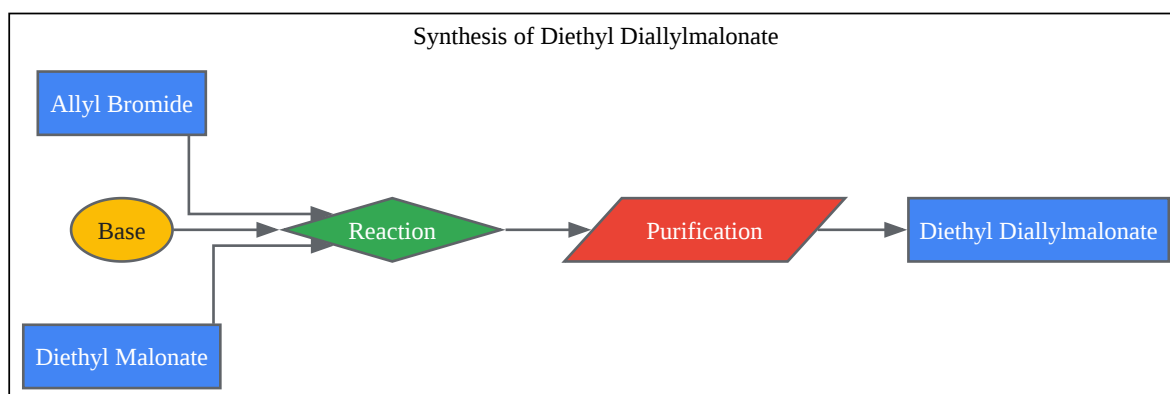 Synthesis of Diethyl Diallylmalonate
Allyl Bromide
Base
Reaction
Purification
Diethyl Diallylmalonate
Diethyl Malonate